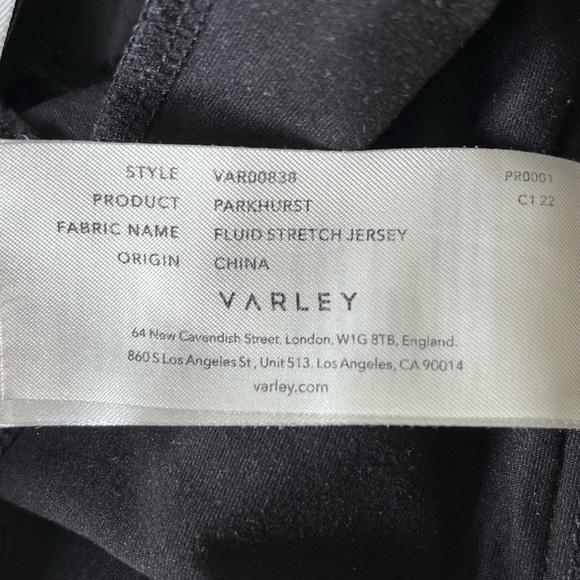 STYLE VAR00838 PR0001
PRODUCT PARKHURST C1 22
FABRIC NAME FLUID STRETCH JERSEY
ORIGIN CHINA
VARLEY
64 New Cavendish Street. London, W1G 8TB, England.
860 S Los Angeles St, Unit 513. Los Angeles, CA 90014
varley.com